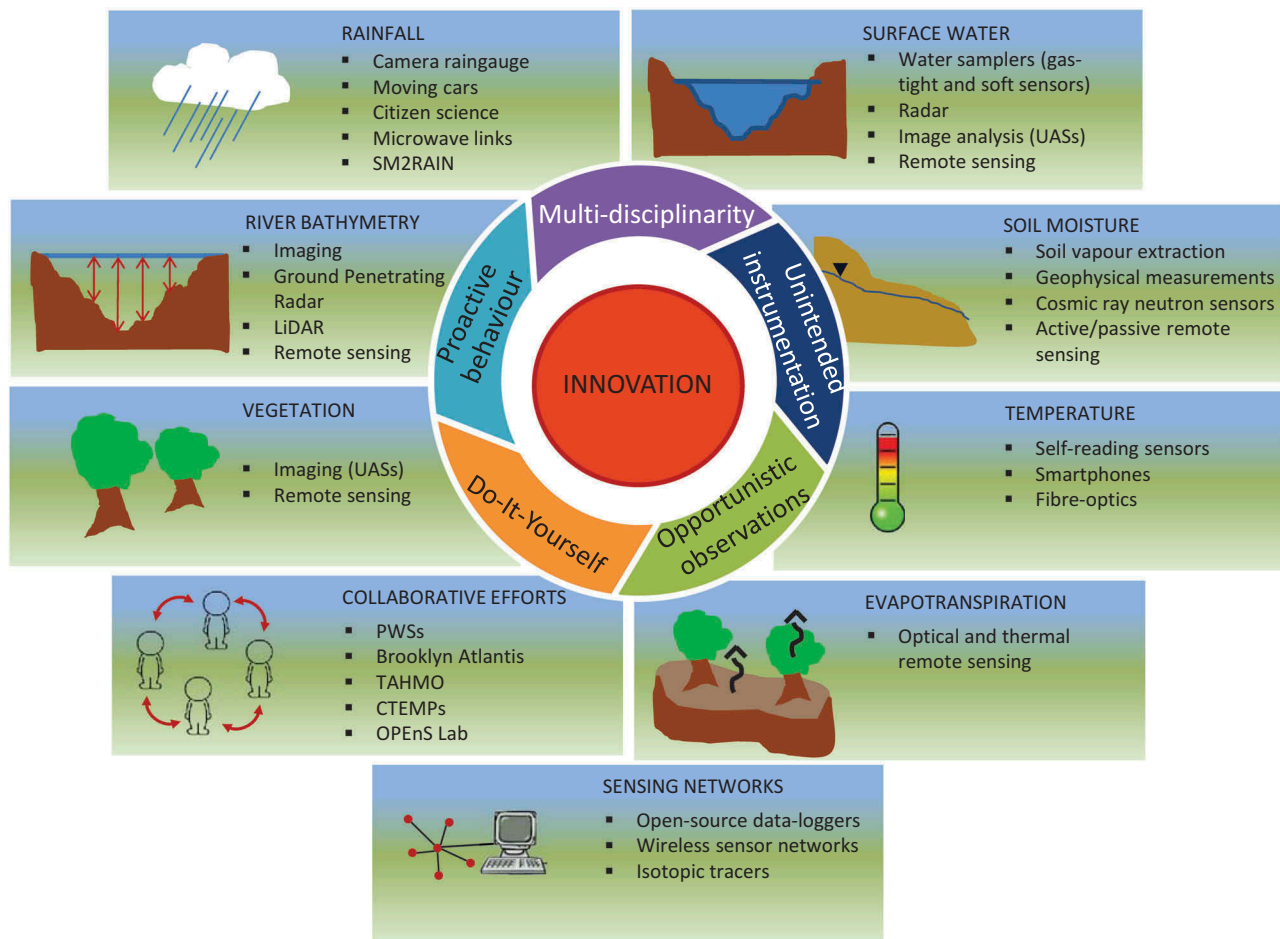 RAINFALL
▪ Camera raingauge
▪ Moving cars
▪ Citizen science
▪ Microwave links
▪ SM2RAIN
SURFACE WATER
▪ Water samplers (gas-
tight and soft sensors)
▪ Radar
▪ Image analysis (UASs)
▪ Remote sensing
RIVER BATHYMETRY
▪ Imaging
▪ Ground Penetrating
Radar
▪ LiDAR
▪ Remote sensing
Multi-disciplinarity
Unintended
instrumentation
Opportunistic
observations
Do-It-Yourself
Proactive
behaviour
INNOVATION
SOIL MOISTURE
▪ Soil vapour extraction
▪ Geophysical measurements
▪ Cosmic ray neutron sensors
▪ Active/passive remote
sensing
VEGETATION
▪ Imaging (UASs)
▪ Remote sensing
TEMPERATURE
▪ Self-reading sensors
▪ Smartphones
▪ Fibre-optics
COLLABORATIVE EFFORTS
▪ PWSs
▪ Brooklyn Atlantis
▪ TAHMO
▪ CTEMPs
▪ OPEnS Lab
EVAPOTRANSPIRATION
▪ Optical and thermal
remote sensing
SENSING NETWORKS
▪ Open-source data-loggers
▪ Wireless sensor networks
▪ Isotopic tracers